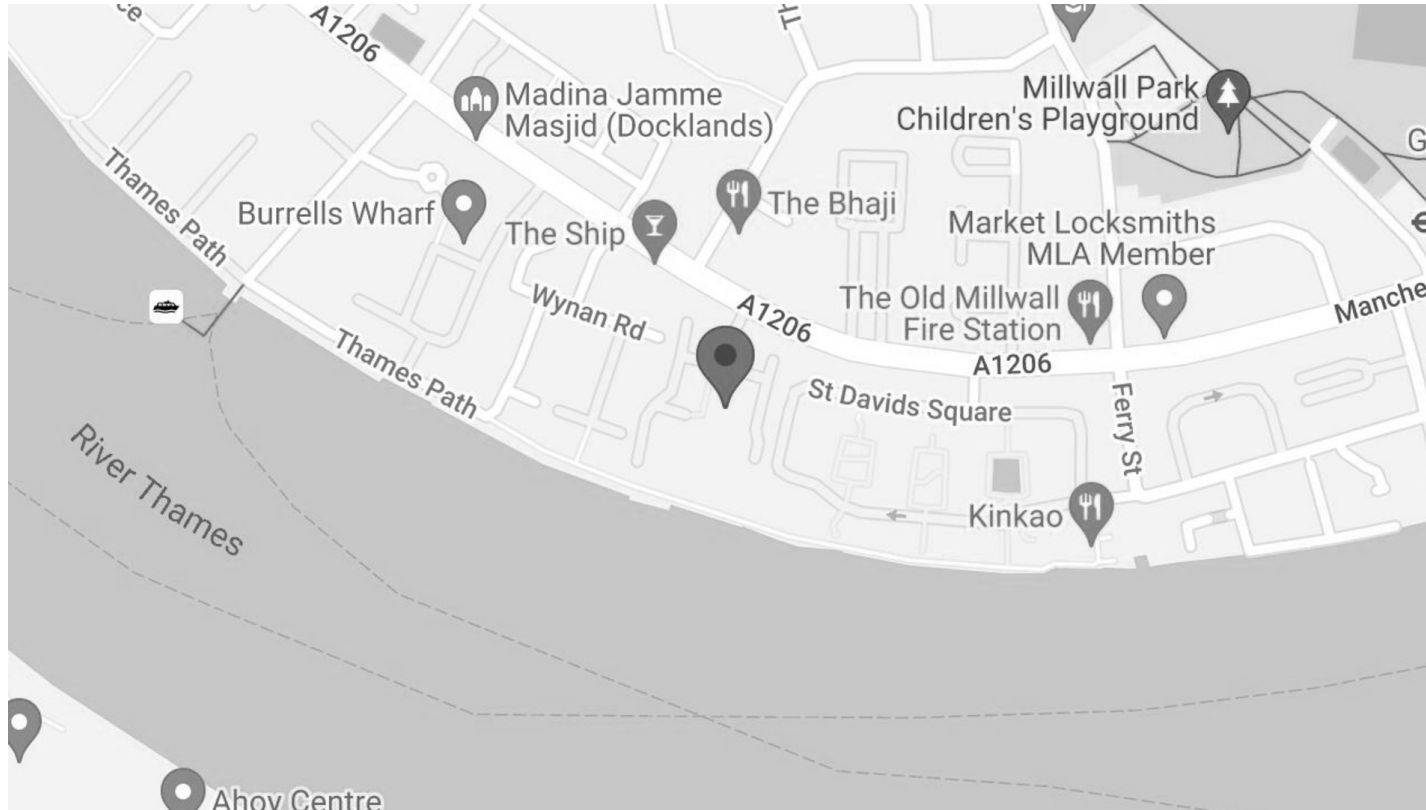 ce
A1206
TH
Madina Jamme
Masjid (Docklands)
Millwall Park
Children's Playground
G
Thames Path
Burrells Wharf
The Ship
The Bhaji
Market Locksmiths
MLA Member
Wynan Rd
A1206
The Old Millwall
Fire Station
Manche
Thames Path
A1206
St Davids Square
Ferry St
River Thames
Kinkao
Ahoy Centre